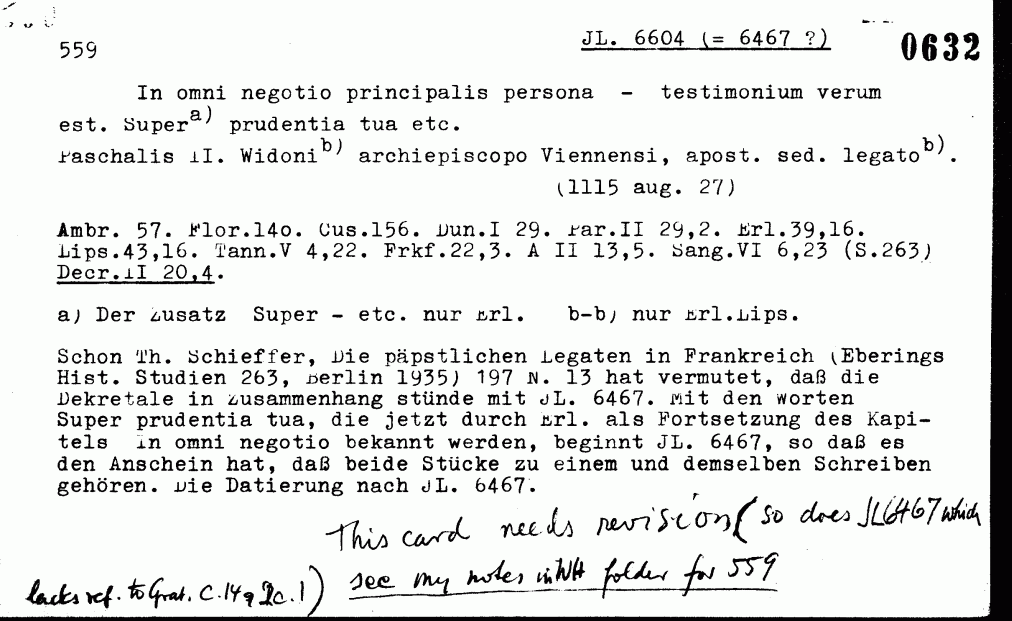 559
JL. 6604 (= 6467 ?)
0632
In omni negotio principalis persona - testimonium verum
est. Super a) prudentia tua etc.
Paschalis II. Widoni b) archiepiscopo Viennensi, apost. sed. legato b).
(1115 aug. 27)
Ambr. 57. Flor.14o. Cus.156. Dun.I 29. Par.II 29,2. Erl.39,16.
Lips.43,16. Tann.V 4,22. Frkf.22,3. A II 13,5. Sang.VI 6,23 (S.263)
Decr.II 20,4.
a) Der Zusatz Super - etc. nur Erl. b-b) nur Erl.Lips.
Schon Th. Schieffer, Die päpstlichen Legaten in Frankreich (Eberings
Hist. Studien 263, Berlin 1935) 197 N. 13 hat vermutet, daß die
Dekretale in Zusammenhang stünde mit JL. 6467. Mit den Worten
Super prudentia tua, die jetzt durch Erl. als Fortsetzung des Kapi-
tels In omni negotio bekannt werden, beginnt JL. 6467, so daß es
den Anschein hat, daß beide Stücke zu einem und demselben Schreiben
gehören. Die Datierung nach JL. 6467.
This card needs revision (so does JL6467 which
lacks ref. to Grat. C.14 q.2 c.1) see my notes in WH folder for 559